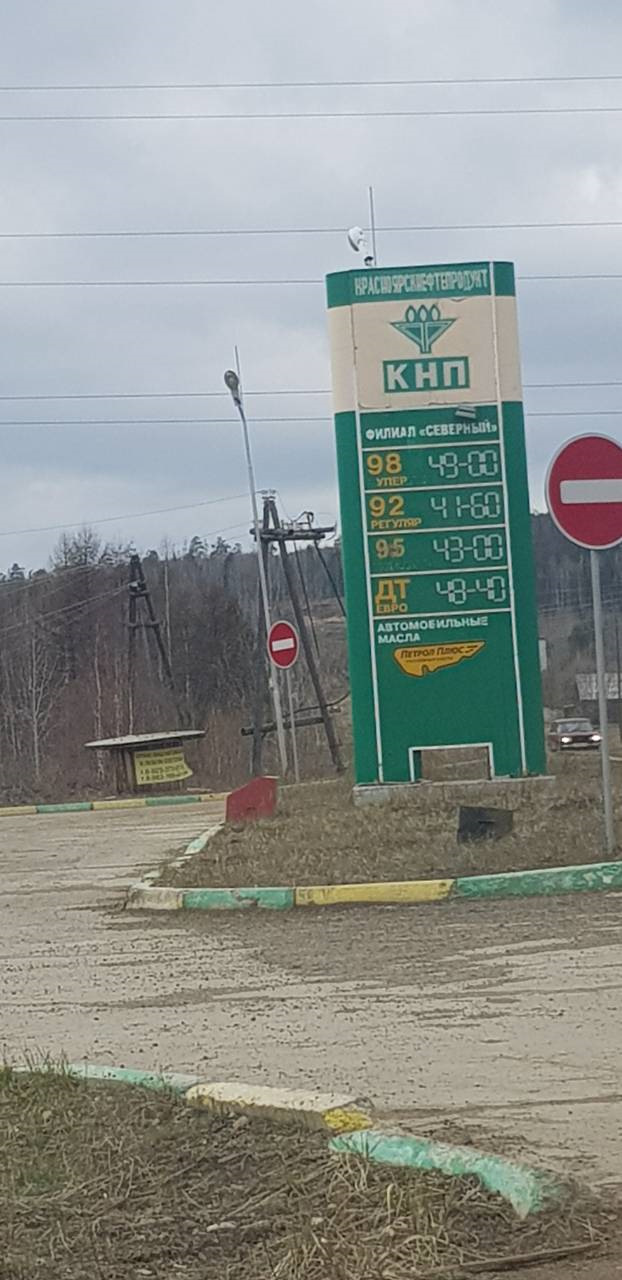 КРАСНОЯРСКНЕФТЕПРОДУКТ
КНП
ФИЛИАЛ «СЕВЕРНЫЙ»
98 49-00
УПЕР
92 41-60
РЕГУЛЯР
95 43-00
ДТ 48-40
ЕВРО
АВТОМОБИЛЬНЫЕ
МАСЛА
ПЕТРОЛ ПЛЮС